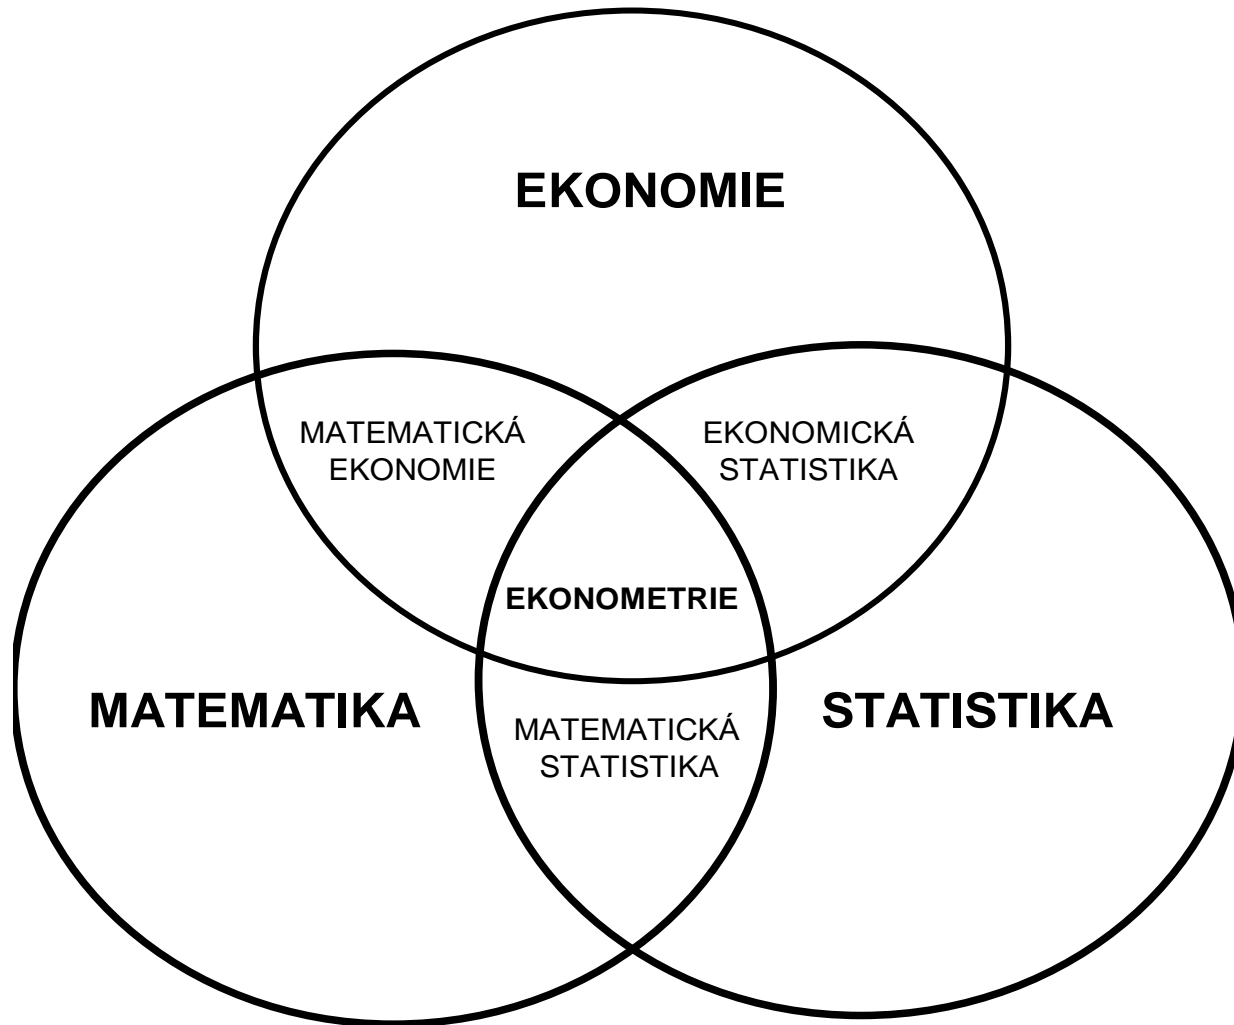 EKONOMIE
MATEMATICKÁ
EKONOMIE
EKONOMICKÁ
STATISTIKA
EKONOMETRIE
MATEMATIKA
STATISTIKA
MATEMATICKÁ
STATISTIKA